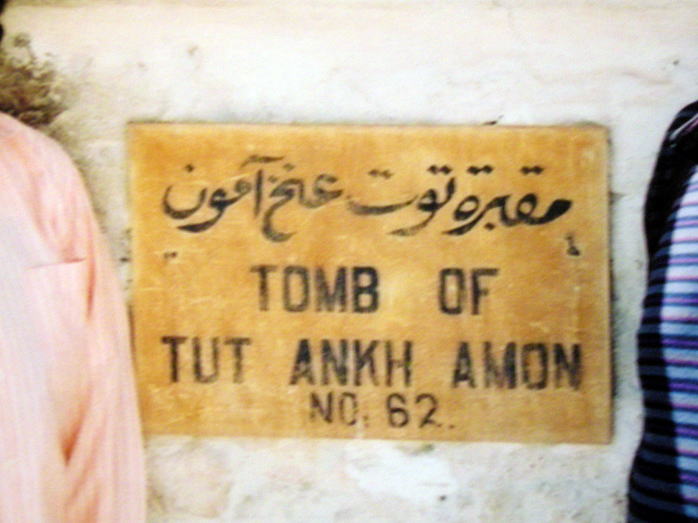 مقبرة توت عنخ آمون
TOMB OF
TUT ANKH AMON
NO. 62.